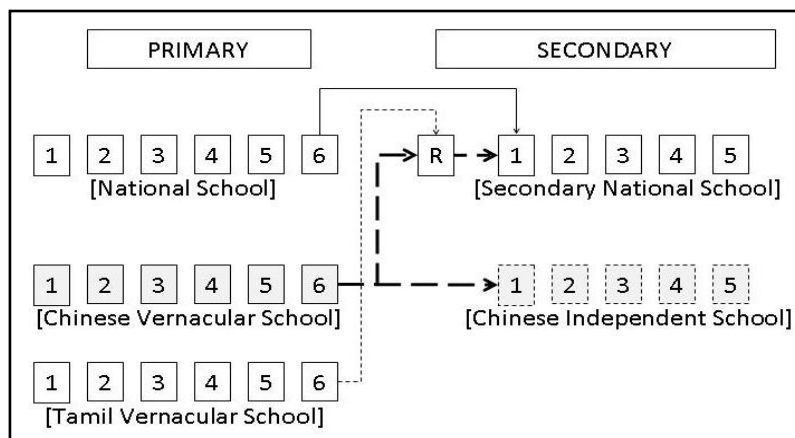 PRIMARY SECONDARY
1 2 3 4 5 6 R 1 2 3 4 5
[National School] [Secondary National School]
1 2 3 4 5 6 1 2 3 4 5
[Chinese Vernacular School] [Chinese Independent School]
1 2 3 4 5 6
[Tamil Vernacular School]